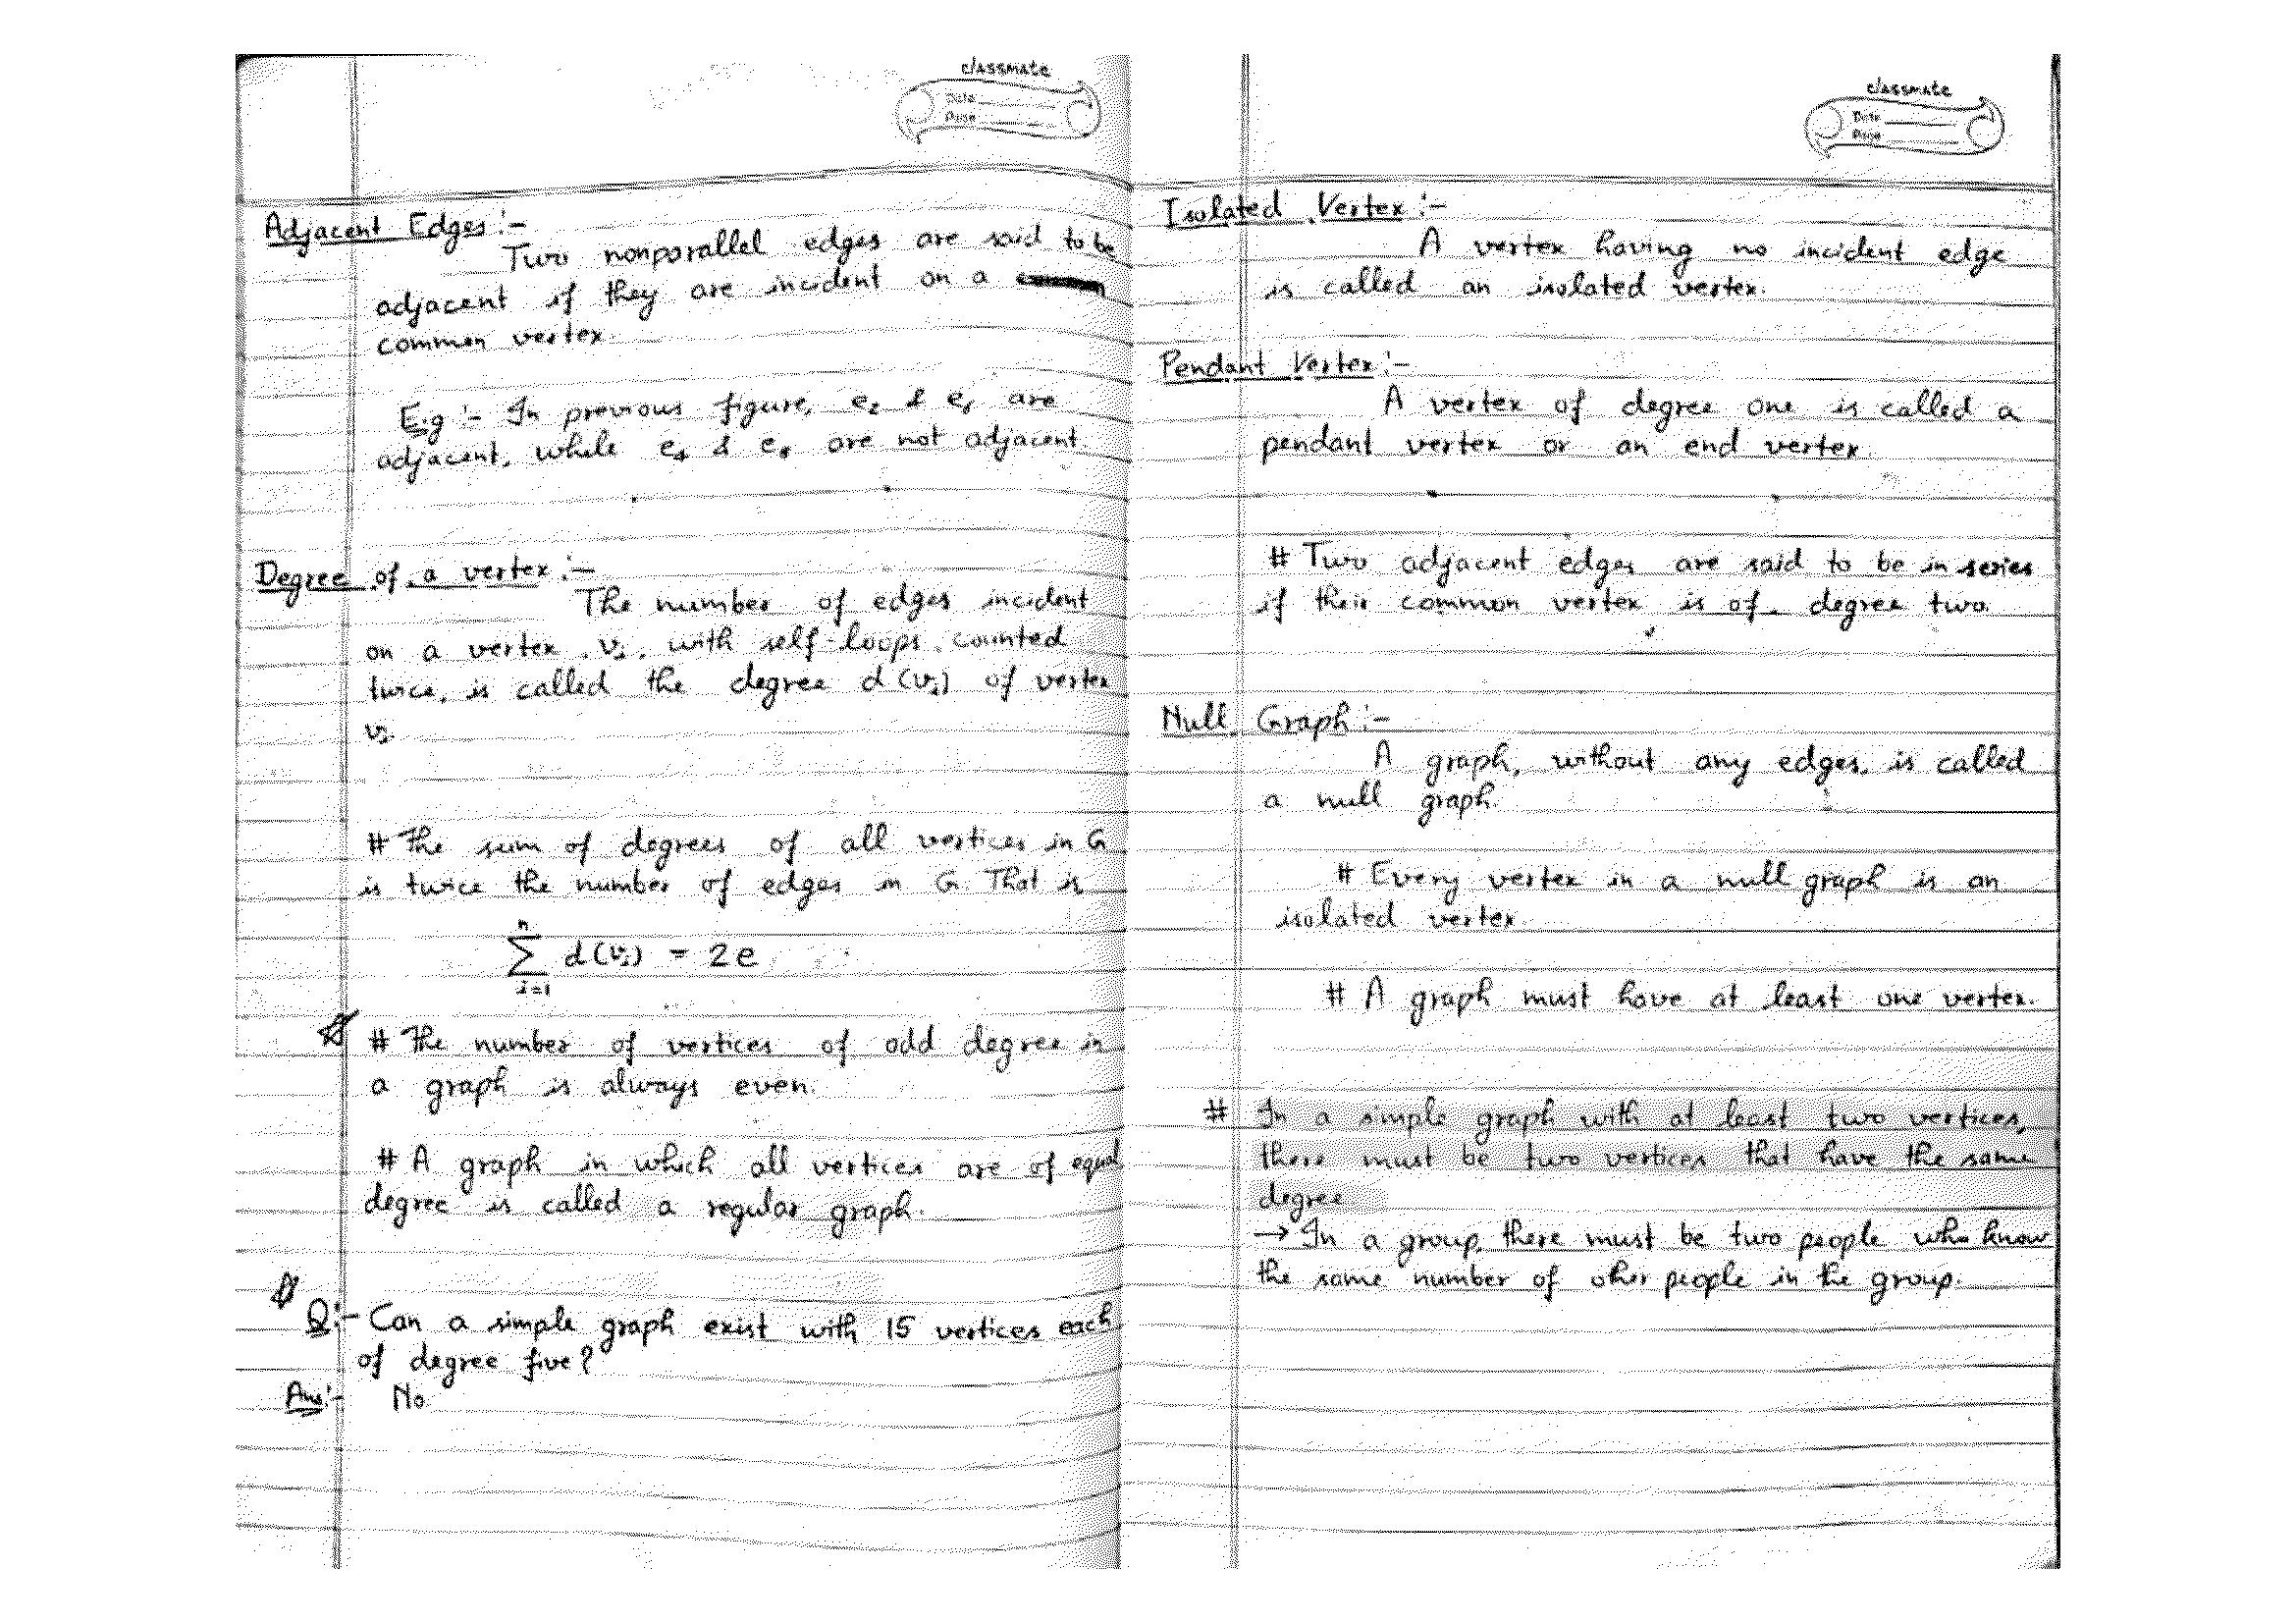 classmate
Date
Page
Adjacent Edges :-
Two nonparallel edges are said to be
adjacent if they are incident on a
common vertex.
E.g :- In previous figure, e₂ & e₁ are
adjacent, while e₄ & are not adjacent.
Degree of a vertex :-
The number of edges incident
on a vertex vᵢ, with self-loops counted
twice, is called the degree d(vᵢ) of vertex
vᵢ.
# The sum of degrees of all vertices in G
is twice the number of edges in G. That is
n
∑ d(vᵢ) = 2e
i=1
# The number of vertices of odd degree in
a graph is always even.
# A graph in which all vertices are of equal
degree is called a regular graph.
Q:- Can a simple graph exist with 15 vertices each
of degree five?
Ans:- No
classmate
Date
Page
Isolated Vertex :-
A vertex having no incident edge
is called an isolated vertex.
Pendant Vertex :-
A vertex of degree one is called a
pendant vertex or an end vertex.
# Two adjacent edges are said to be in series
if their common vertex is of degree two.
Null Graph :-
A graph, without any edges, is called
a null graph.
# Every vertex in a null graph is an
isolated vertex
# A graph must have at least one vertex.
# In a simple graph with at least two vertices,
there must be two vertices that have the same
degree
→ In a group, there must be two people who know
the same number of other people in the group.